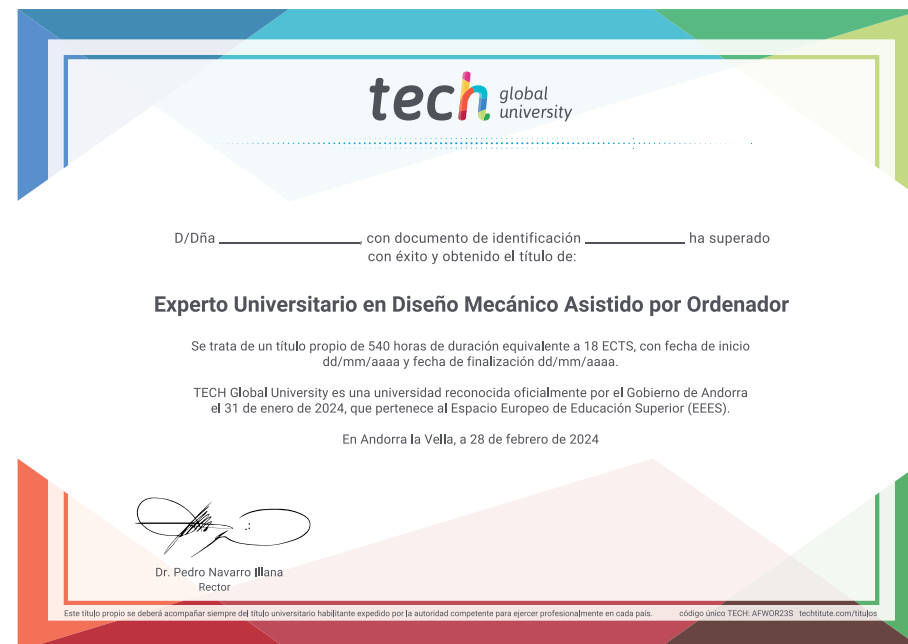 tech global university
D/Dña ____________________, con documento de identificación ______________ ha superado
con éxito y obtenido el título de:
Experto Universitario en Diseño Mecánico Asistido por Ordenador
Se trata de un título propio de 540 horas de duración equivalente a 18 ECTS, con fecha de inicio
dd/mm/aaaa y fecha de finalización dd/mm/aaaa.
TECH Global University es una universidad reconocida oficialmente por el Gobierno de Andorra
el 31 de enero de 2024, que pertenece al Espacio Europeo de Educación Superior (EEES).
En Andorra la Vella, a 28 de febrero de 2024
Dr. Pedro Navarro Illana
Rector
Este título propio se deberá acompañar siempre del título universitario habilitante expedido por la autoridad competente para ejercer profesionalmente en cada país. código único TECH: AFWOR23S techtitute.com/titulos